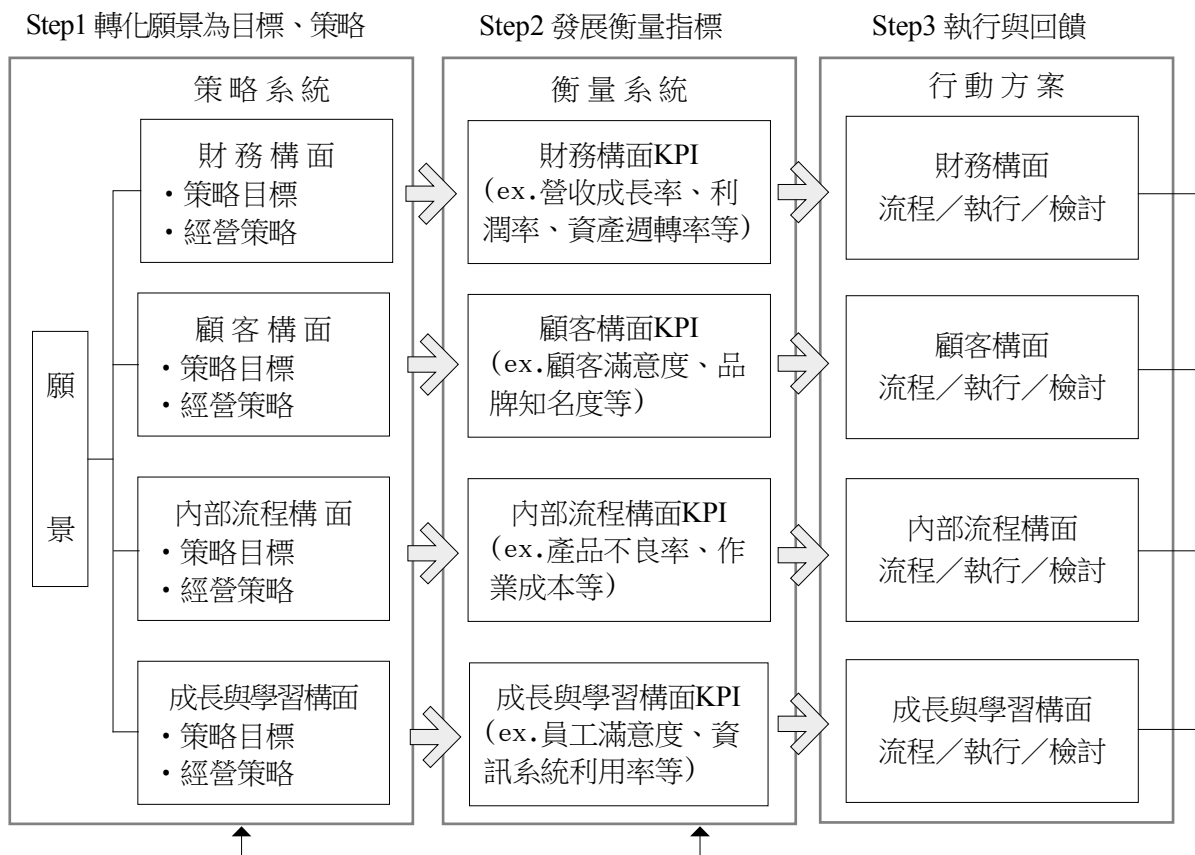 Step1 轉化願景為目標、策略
Step2 發展衡量指標
Step3 執行與回饋
策略系統
衡量系統
行動方案
願
景
財務構面
・策略目標
・經營策略
財務構面KPI
(ex.營收成長率、利
潤率、資產週轉率等)
財務構面
流程／執行／檢討
顧客構面
・策略目標
・經營策略
顧客構面KPI
(ex.顧客滿意度、品
牌知名度等)
顧客構面
流程／執行／檢討
內部流程構面
・策略目標
・經營策略
內部流程構面KPI
(ex.產品不良率、作
業成本等)
內部流程構面
流程／執行／檢討
成長與學習構面
・策略目標
・經營策略
成長與學習構面KPI
(ex.員工滿意度、資
訊系統利用率等)
成長與學習構面
流程／執行／檢討